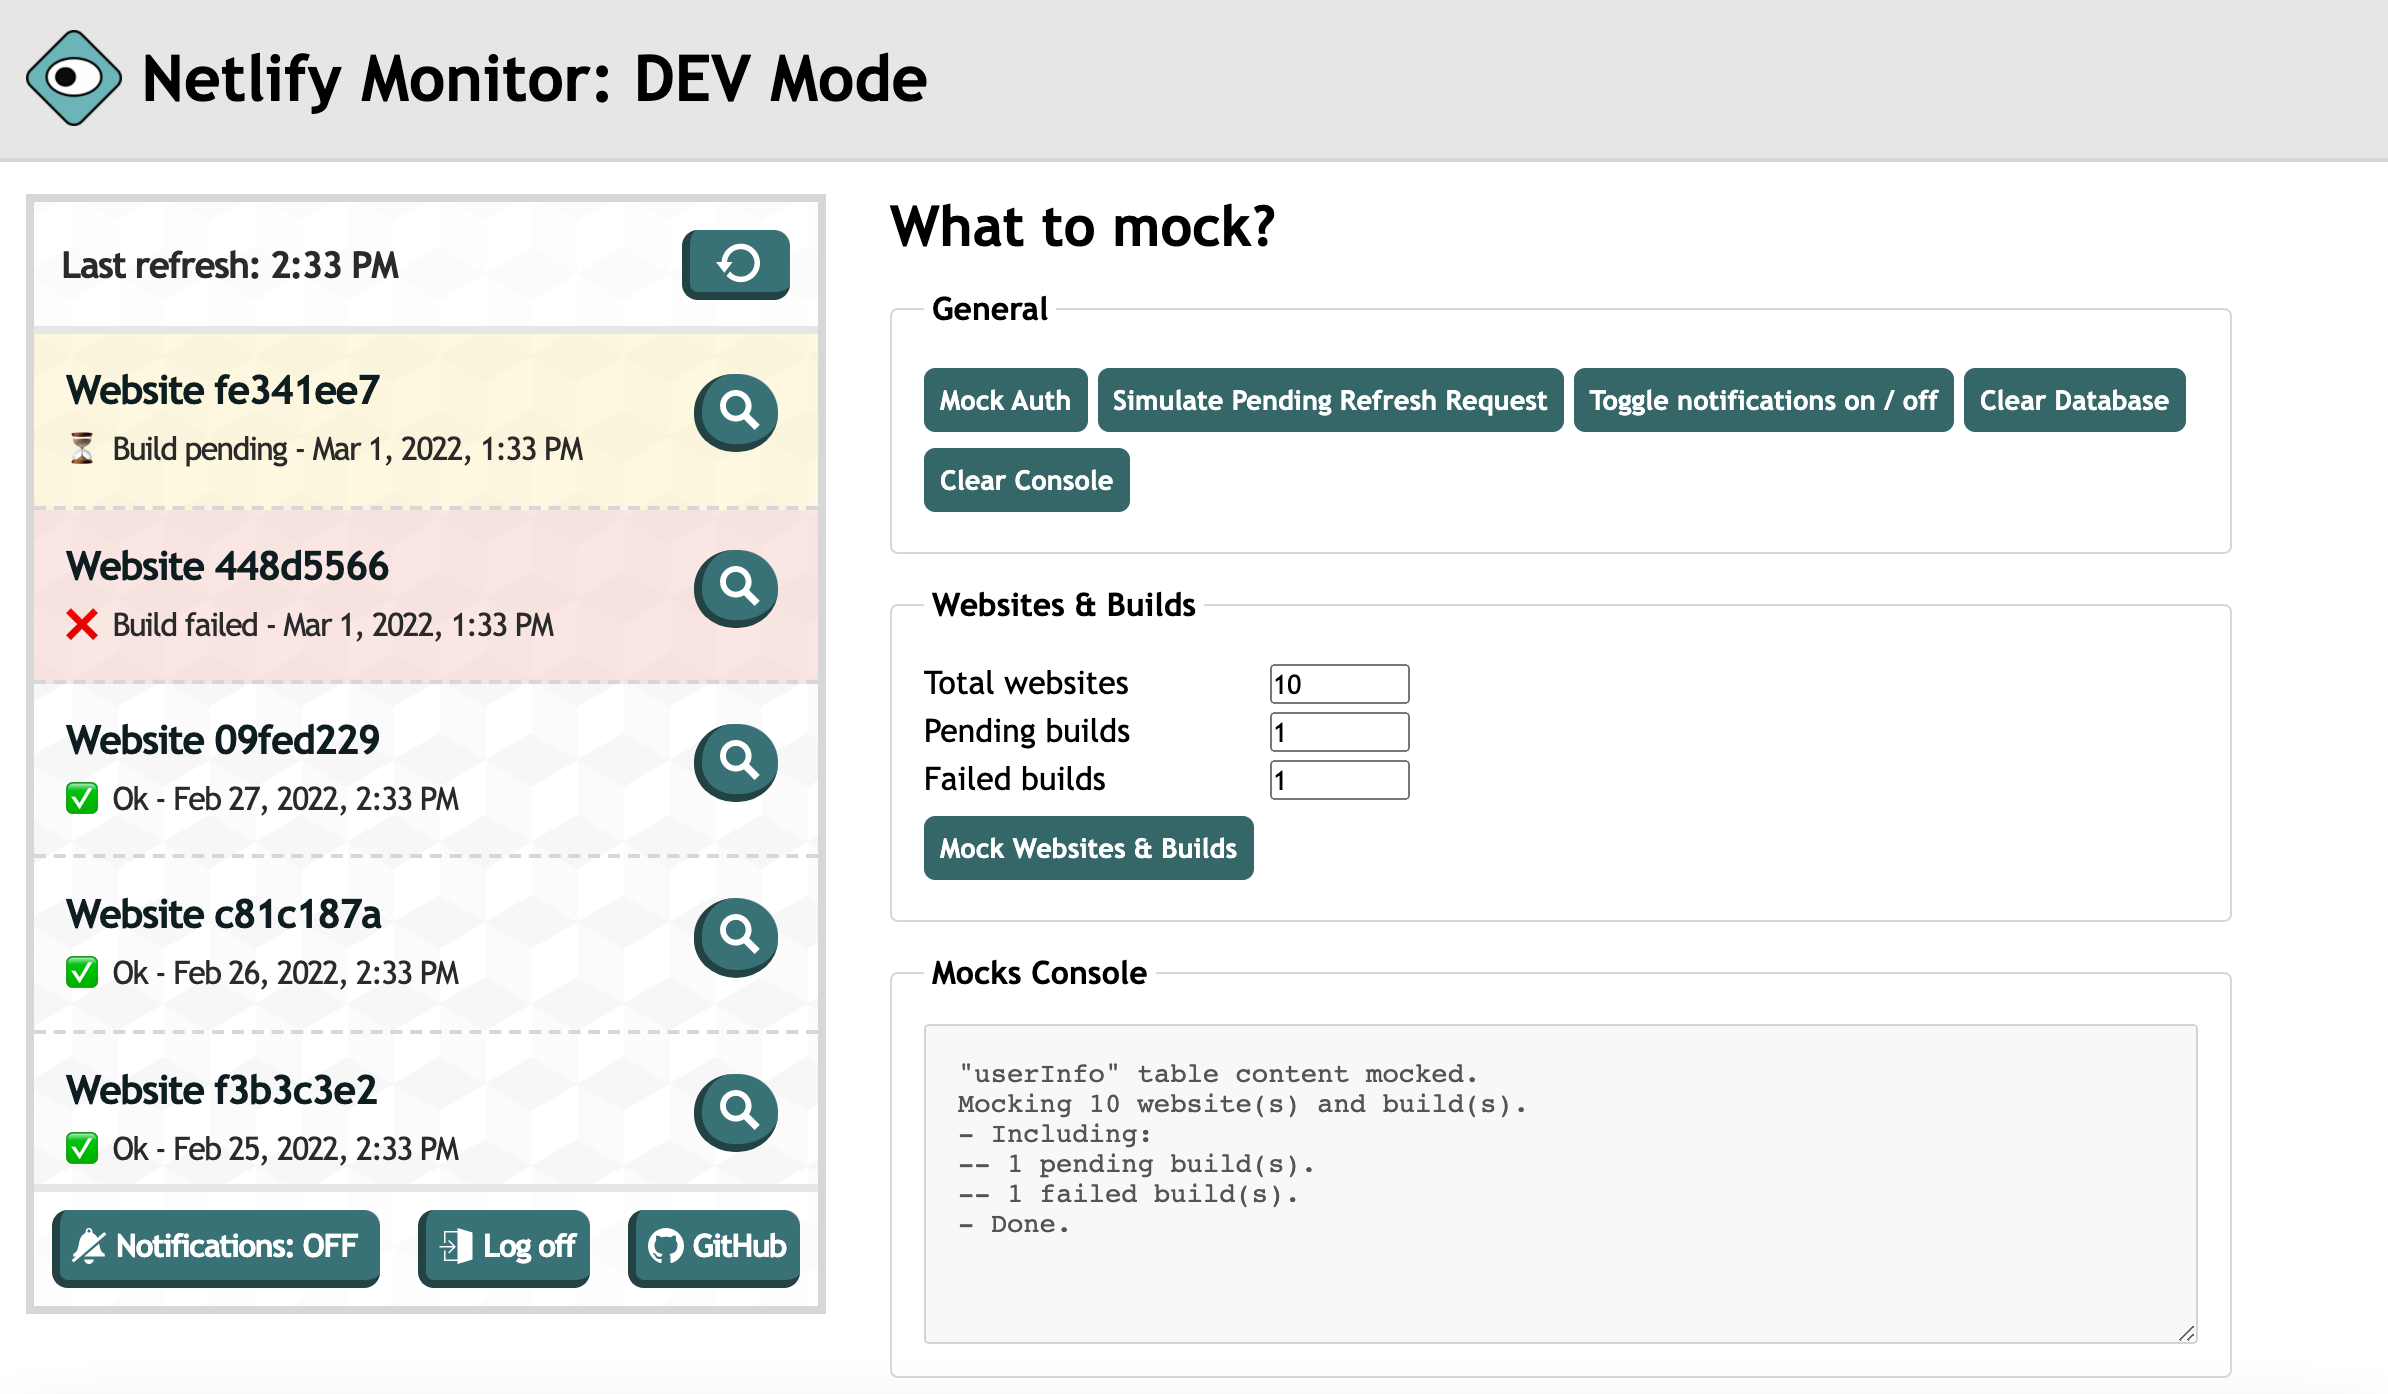 Netlify Monitor: DEV Mode
Last refresh: 2:33 PM
Website fe341ee7
Build pending - Mar 1, 2022, 1:33 PM
Website 448d5566
Build failed - Mar 1, 2022, 1:33 PM
Website 09fed229
Ok - Feb 27, 2022, 2:33 PM
Website c81c187a
Ok - Feb 26, 2022, 2:33 PM
Website f3b3c3e2
Ok - Feb 25, 2022, 2:33 PM
Notifications: OFF
Log off
GitHub
What to mock?
General
Mock Auth
Simulate Pending Refresh Request
Toggle notifications on / off
Clear Database
Clear Console
Websites & Builds
Total websites 10
Pending builds 1
Failed builds 1
Mock Websites & Builds
Mocks Console
"userInfo" table content mocked.
Mocking 10 website(s) and build(s).
- Including:
-- 1 pending build(s).
-- 1 failed build(s).
- Done.